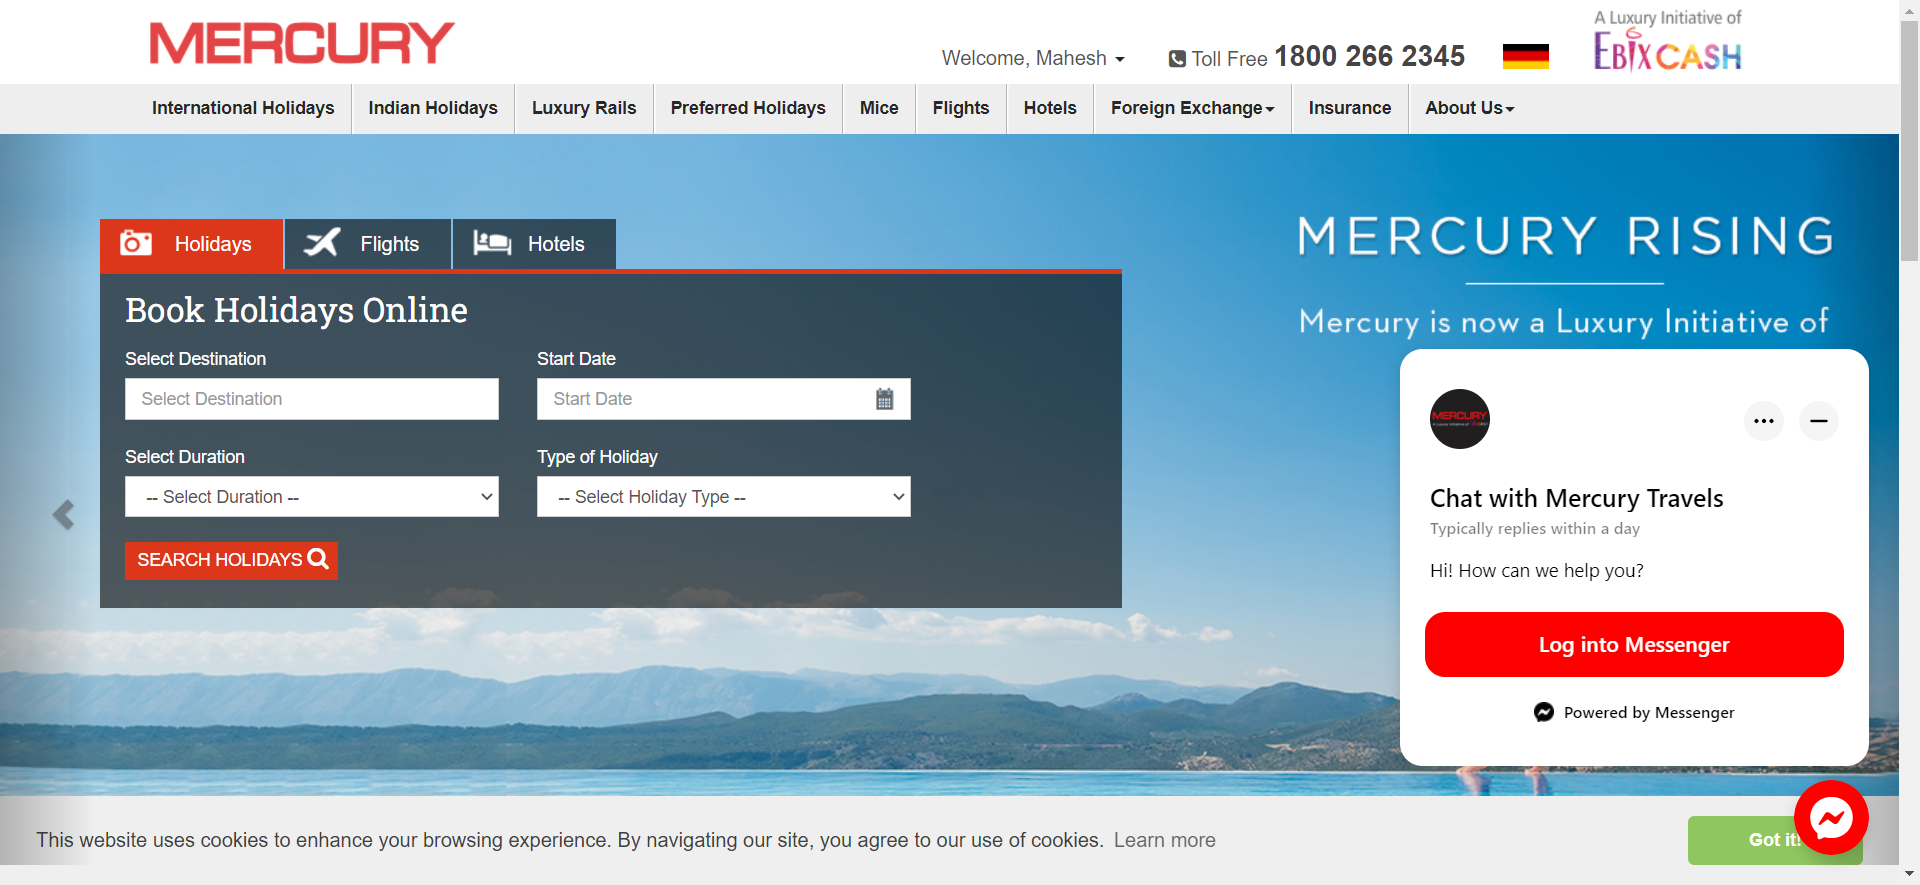 MERCURY
Welcome, Mahesh
Toll Free 1800 266 2345
A Luxury Initiative of
EBIXCASH
International Holidays
Indian Holidays
Luxury Rails
Preferred Holidays
Mice
Flights
Hotels
Foreign Exchange
Insurance
About Us
Holidays
Flights
Hotels
Book Holidays Online
Select Destination
Start Date
Select Destination
Start Date
Select Duration
Type of Holiday
-- Select Duration --
-- Select Holiday Type --
SEARCH HOLIDAYS
MERCURY RISING
Mercury is now a Luxury Initiative of
MERCURY
Chat with Mercury Travels
Typically replies within a day
Hi! How can we help you?
Log into Messenger
Powered by Messenger
This website uses cookies to enhance your browsing experience. By navigating our site, you agree to our use of cookies. Learn more
Got it!